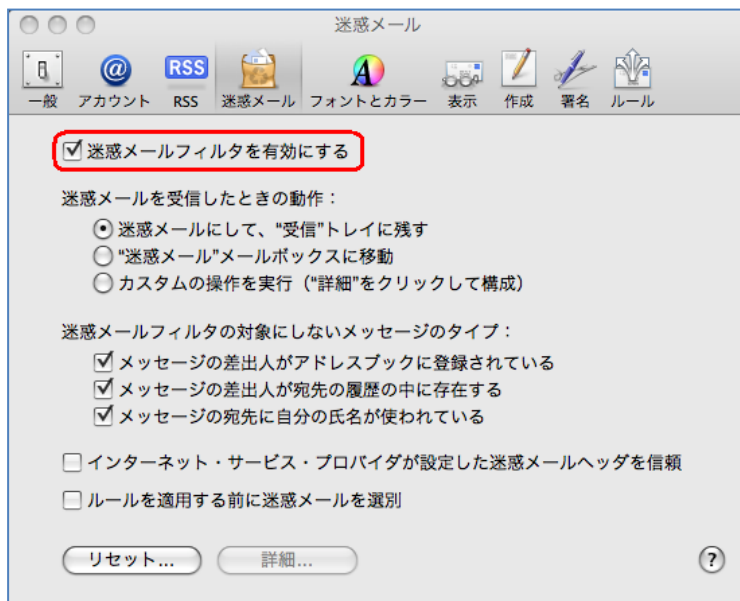 迷惑メール
@ RSS A
一般 アカウント RSS 迷惑メール フォントとカラー 表示 作成 署名 ルール
迷惑メールフィルタを有効にする
迷惑メールを受信したときの動作：
迷惑メールにして、“受信”トレイに残す
“迷惑メール”メールボックスに移動
カスタムの操作を実行（“詳細”をクリックして構成）
迷惑メールフィルタの対象にしないメッセージのタイプ：
メッセージの差出人がアドレスブックに登録されている
メッセージの差出人が宛先の履歴の中に存在する
メッセージの宛先に自分の氏名が使われている
インターネット・サービス・プロバイダが設定した迷惑メールヘッダを信頼
ルールを適用する前に迷惑メールを選別
リセット... 詳細... ?